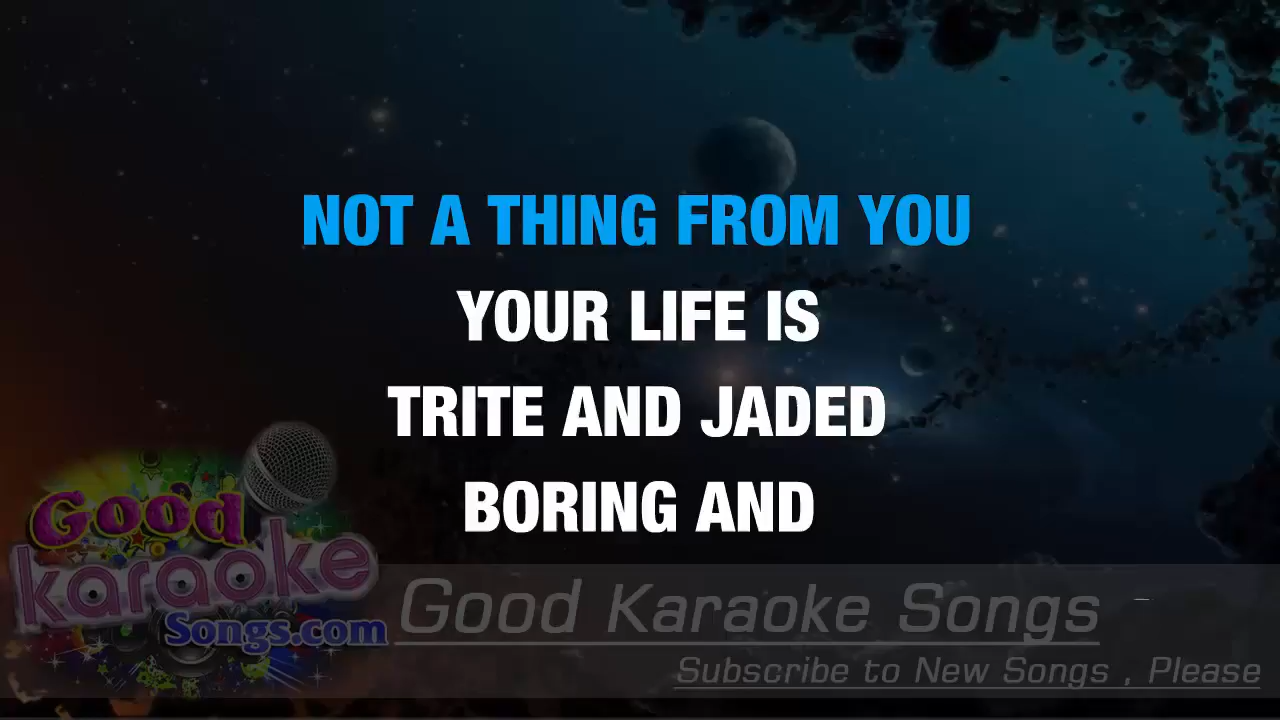 NOT A THING FROM YOU
YOUR LIFE IS
TRITE AND JADED
BORING AND
Good
karaoke
Songs.com
Good Karaoke Songs
Subscribe to New Songs , Please